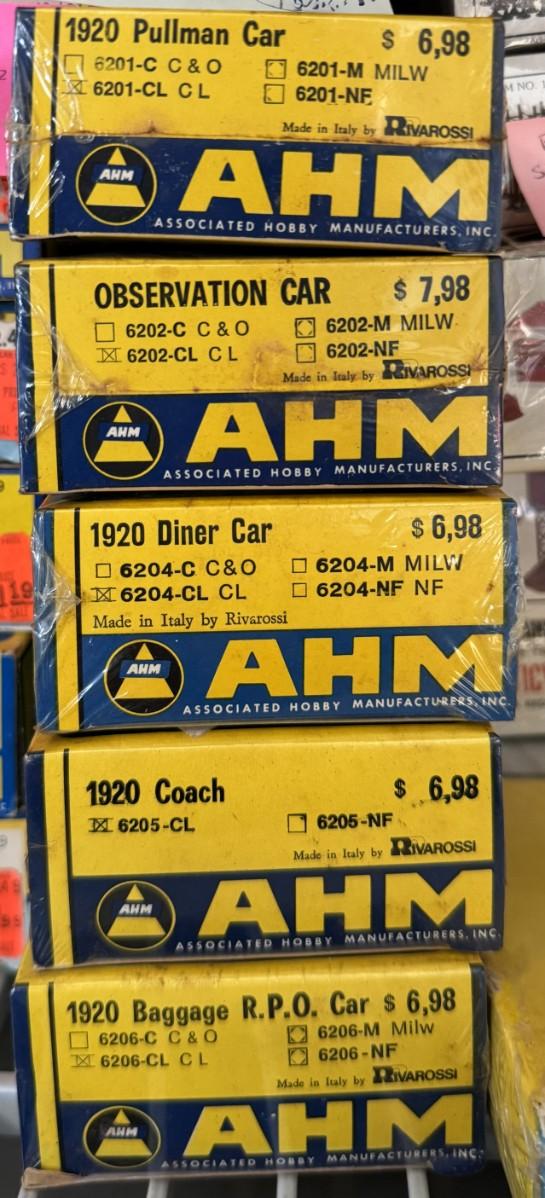 1920 Pullman Car $ 6,98
6201-C C & O 6201-M MILW
6201-CL C L 6201-NF
Made in Italy by RIVAROSSI
AHM AHM
ASSOCIATED HOBBY MANUFACTURERS, INC.
OBSERVATION CAR $ 7,98
6202-C C & O 6202-M MILW
6202-CL C L 6202-NF
Made in Italy by RIVAROSSI
AHM AHM
ASSOCIATED HOBBY MANUFACTURERS, INC.
1920 Diner Car $ 6,98
6204-C C&O 6204-M MILW
6204-CL CL 6204-NF NF
Made in Italy by Rivarossi
AHM AHM
ASSOCIATED HOBBY MANUFACTURERS, INC.
1920 Coach $ 6,98
6205-CL 6205-NF
Made in Italy by RIVAROSSI
AHM AHM
ASSOCIATED HOBBY MANUFACTURERS, INC.
1920 Baggage R.P.O. Car $ 6,98
6206-C C & O 6206-M Milw
6206-CL C L 6206-NF
Made in Italy by RIVAROSSI
AHM AHM
ASSOCIATED HOBBY MANUFACTURERS, INC.